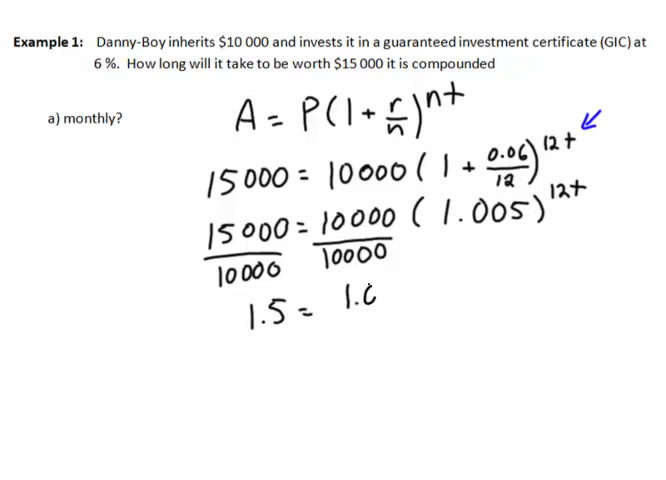 Example 1: Danny-Boy inherits $10 000 and invests it in a guaranteed investment certificate (GIC) at
6 %. How long will it take to be worth $15 000 it is compounded
a) monthly?
A = P(1 + r/n)^nt
15000 = 10000(1 + 0.06/12)^12t
15000/10000 = 10000/10000 (1.005)^12t
1.5 = 1.0